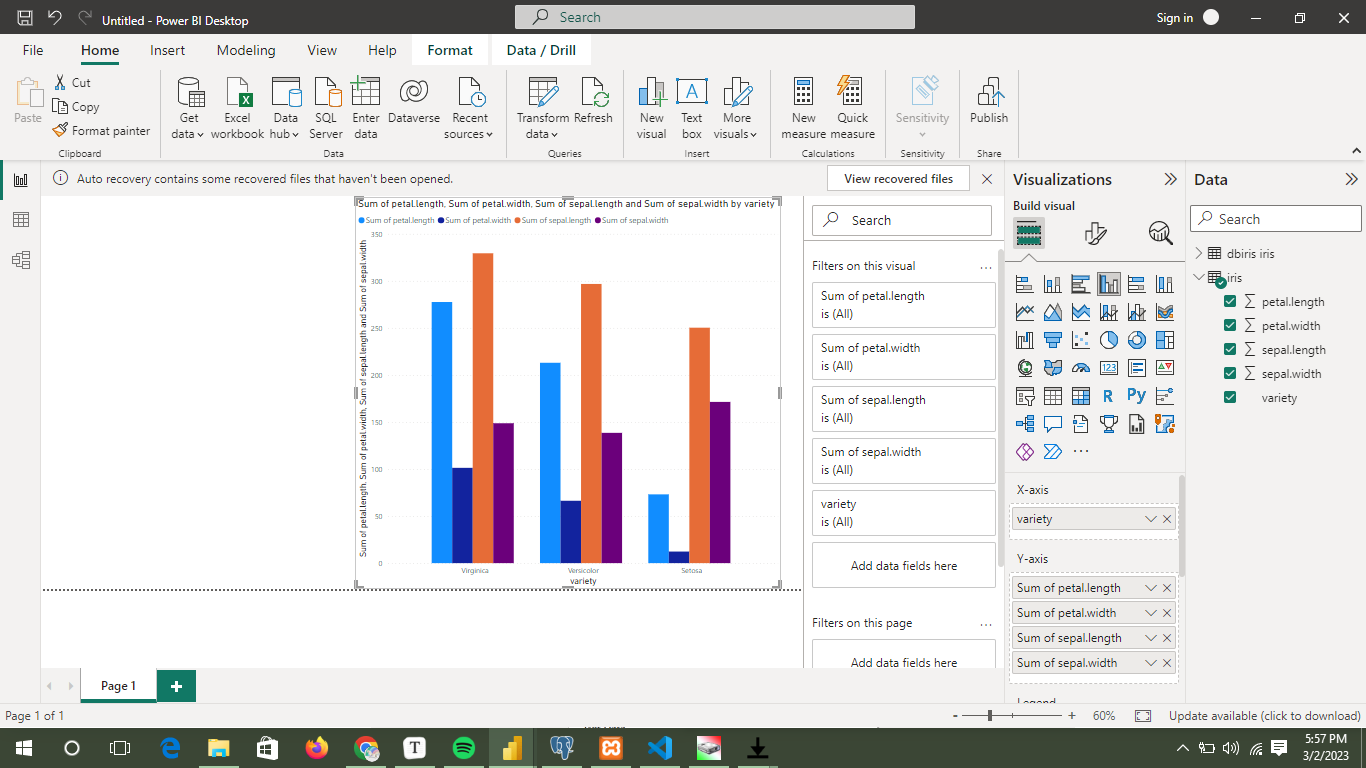 Untitled - Power BI Desktop
Search
Sign in
File
Home
Insert
Modeling
View
Help
Format
Data / Drill
Paste
Cut
Copy
Format painter
Clipboard
Get
data
Excel
workbook
Data
hub
SQL
Server
Enter
data
Dataverse
Recent
sources
Data
Transform
data
Refresh
Queries
New
visual
Text
box
More
visuals
Insert
New
measure
Quick
measure
Calculations
Sensitivity
Sensitivity
Publish
Share
Auto recovery contains some recovered files that haven't been opened.
View recovered files
Sum of petal.length, Sum of petal.width, Sum of sepal.length and Sum of sepal.width by variety
Sum of petal.length Sum of petal.width Sum of sepal.length Sum of sepal.width
Sum of petal.length, Sum of petal.width, Sum of sepal.length and Sum of sepal.width
350
300
250
200
150
100
50
0
Virginica
Versicolor
Setosa
variety
Search
Filters on this visual
...
Sum of petal.length
is (All)
Sum of petal.width
is (All)
Sum of sepal.length
is (All)
Sum of sepal.width
is (All)
variety
is (All)
Add data fields here
Filters on this page
...
Add data fields here
Visualizations
Build visual
123
R
Py
...
X-axis
variety
Y-axis
Sum of petal.length
Sum of petal.width
Sum of sepal.length
Sum of sepal.width
Legend
Data
Search
dbiris iris
iris
petal.length
petal.width
sepal.length
sepal.width
variety
Page 1
Page 1 of 1
- + 60%
Update available (click to download)
T
5:57 PM
3/2/2023